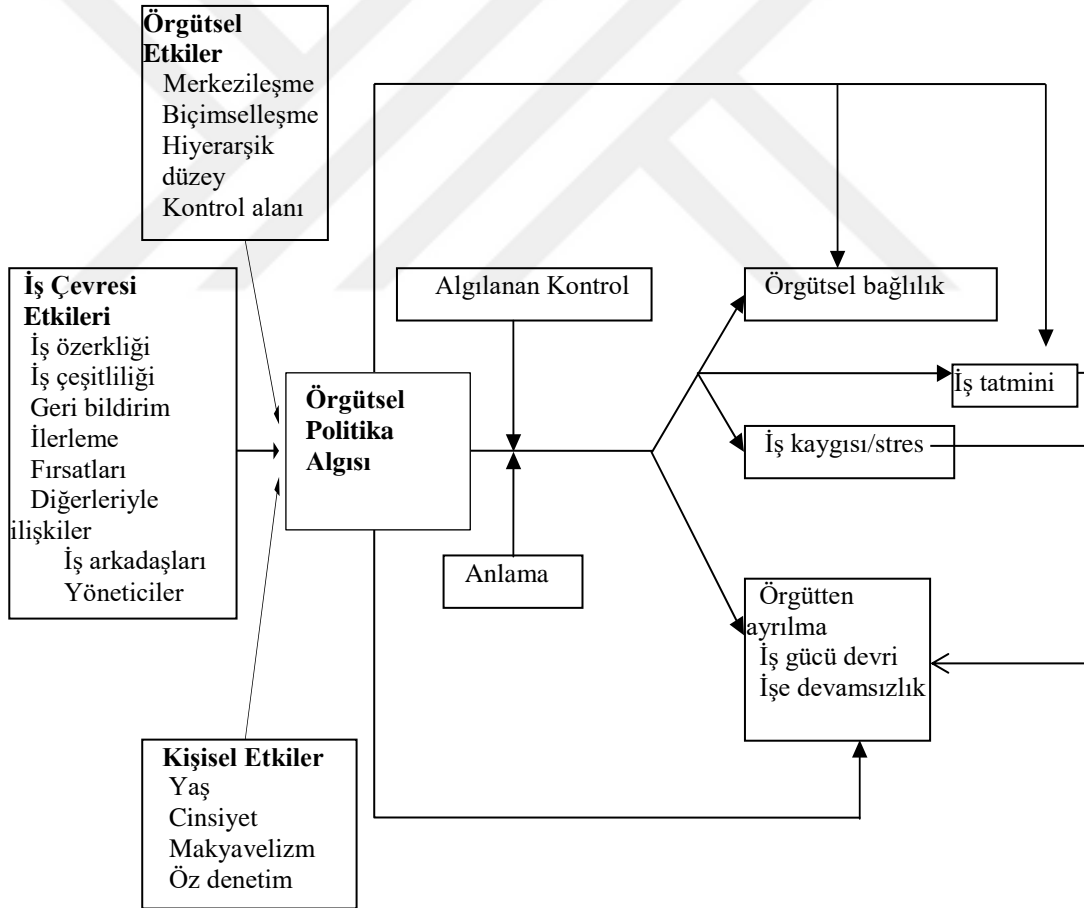 Örgütsel
Etkiler
Merkezileşme
Biçimselleşme
Hiyerarşik
düzey
Kontrol alanı
İş Çevresi
Etkileri
İş özerkliği
İş çeşitliliği
Geri bildirim
İlerleme
Fırsatları
Diğerleriyle
ilişkiler
İş arkadaşları
Yöneticiler
Kişisel Etkiler
Yaş
Cinsiyet
Makyavelizm
Öz denetim
Örgütsel
Politika
Algısı
Algılanan Kontrol
Anlama
Örgütsel bağlılık
İş tatmini
İş kaygısı/stres
Örgütten
ayrılma
İş gücü devri
İşe devamsızlık